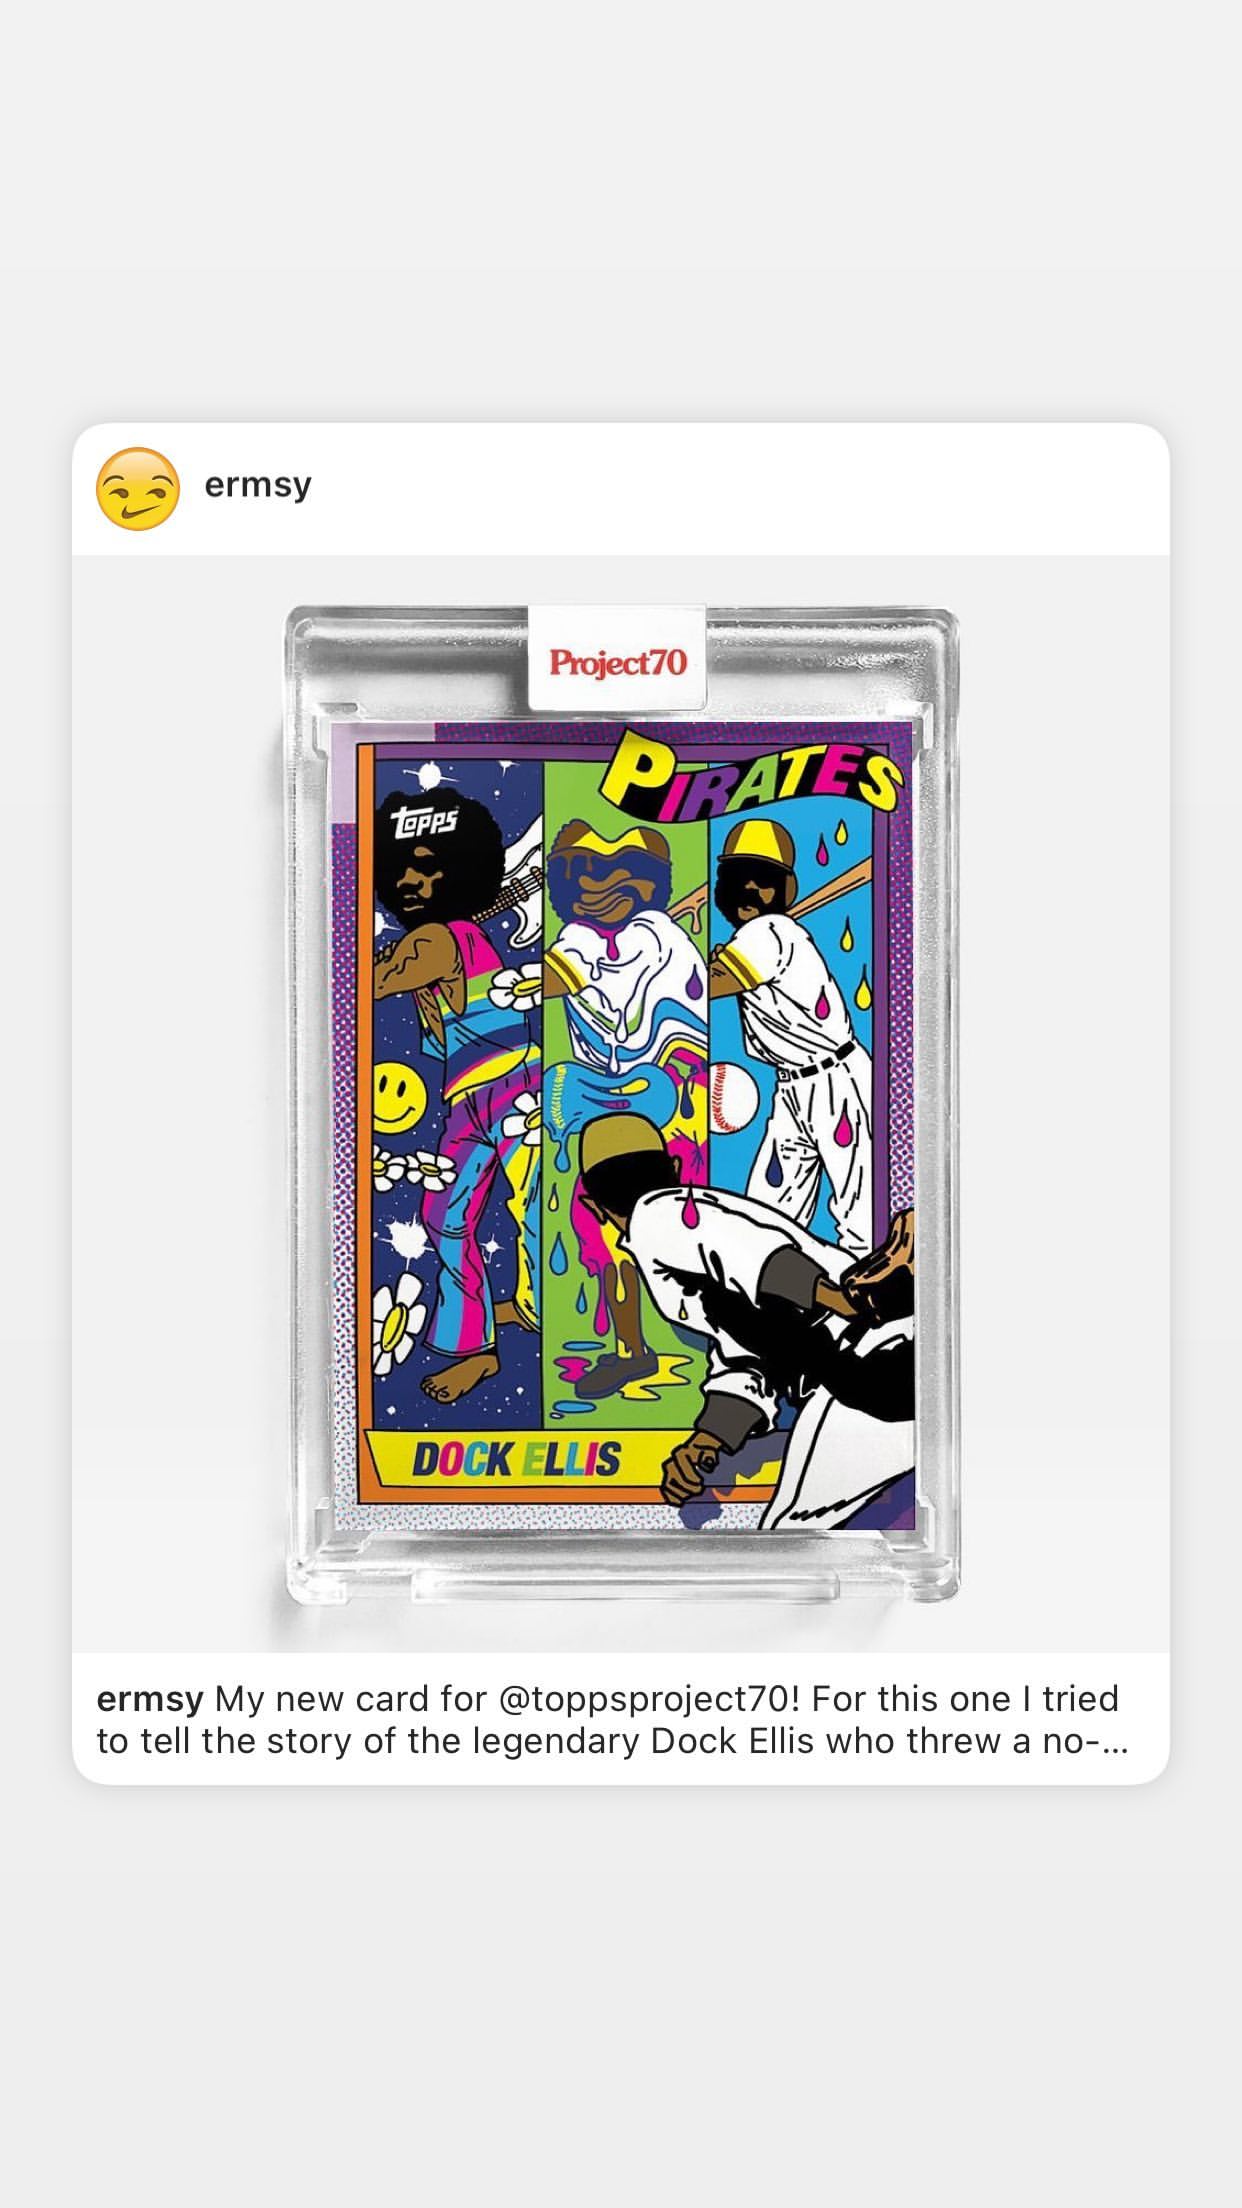 ermsy
Project70
PIRATES
topps
DOCK ELLIS
ermsy My new card for @toppsproject70! For this one I tried
to tell the story of the legendary Dock Ellis who threw a no-...